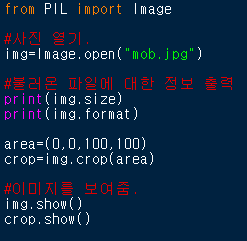 from PIL import Image
#사진 열기.
img=Image.open("mob.jpg")
#불러온 파일에 대한 정보 출력
print(img.size)
print(img.format)
area=(0,0,100,100)
crop=img.crop(area)
#이미지를 보여줌.
img.show()
crop.show()